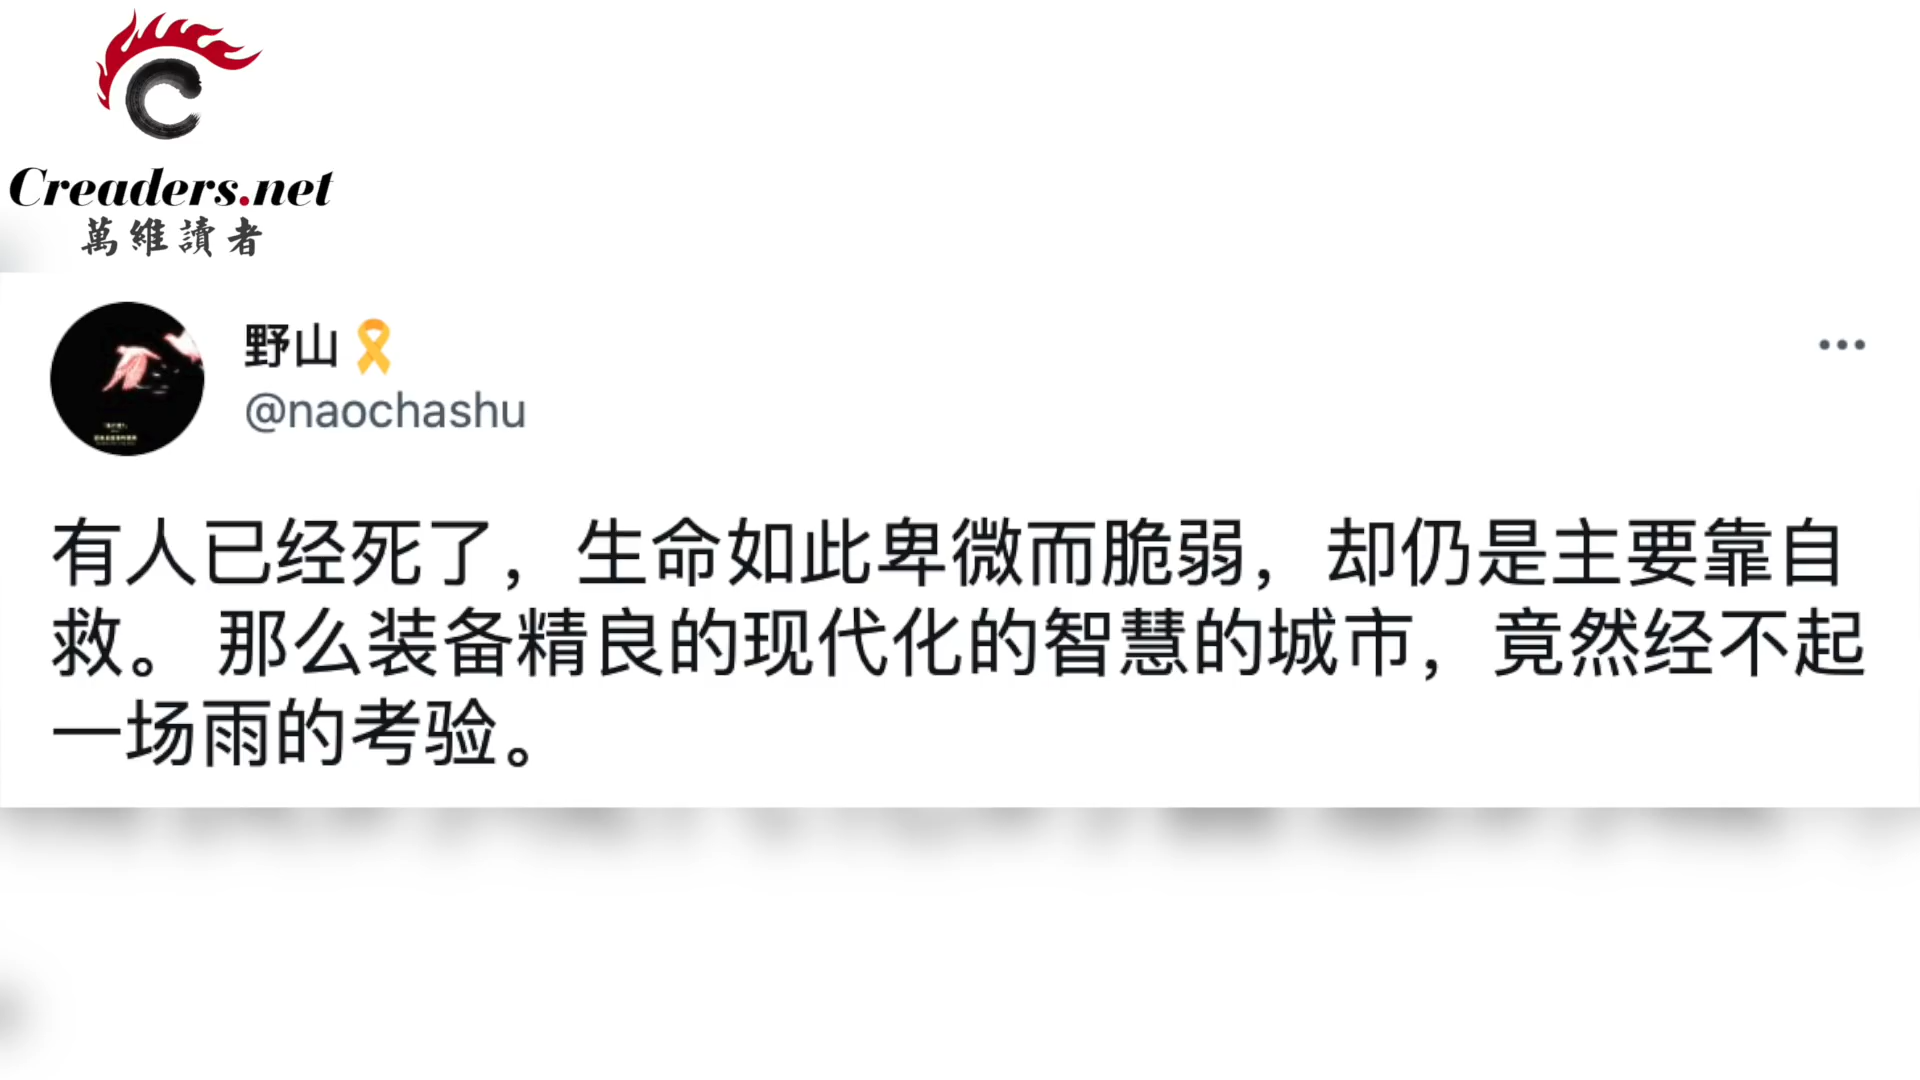 Creaders.net
萬維讀者
野山🎗
@naochashu
有人已经死了，生命如此卑微而脆弱，却仍是主要靠自
救。 那么装备精良的现代化的智慧的城市，竟然经不起
一场雨的考验。